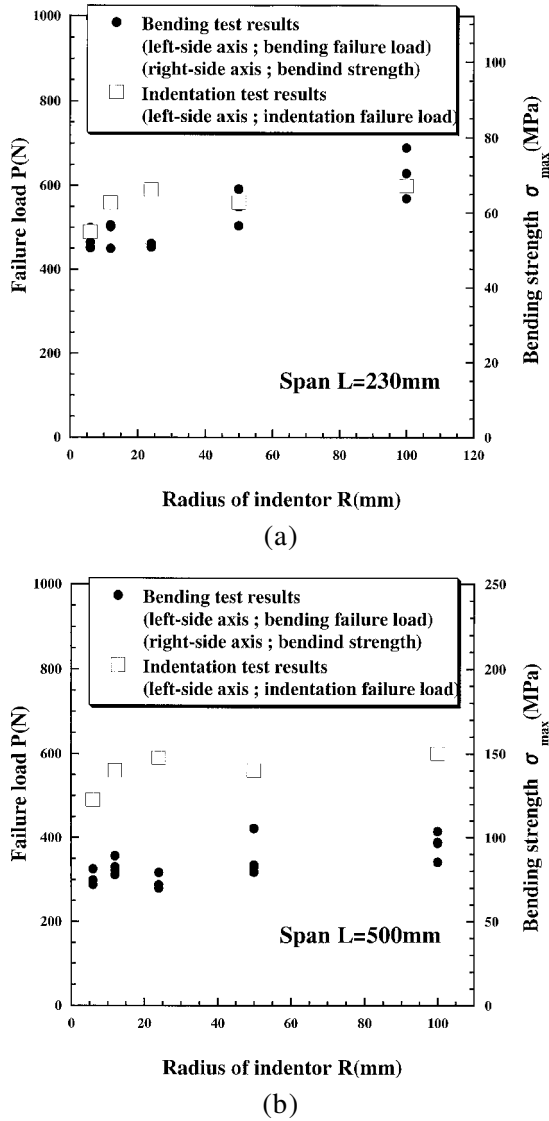 Bending test results
(left-side axis ; bending failure load)
(right-side axis ; bendind strength)
Indentation test results
(left-side axis ; indentation failure load)
1000
800
600
400
200
0
Failure load P(N)
100
80
60
40
20
0
Bending strength σ max (MPa)
Span L=230mm
0 20 40 60 80 100 120
Radius of indentor R(mm)
(a)
Bending test results
(left-side axis ; bending failure load)
(right-side axis ; bendind strength)
Indentation test results
(left-side axis ; indentation failure load)
1000
800
600
400
300
0
Failure load P(N)
250
200
150
100
50
0
Bending strength σ max (MPa)
Span L=500mm
0 20 40 60 80 100
Radius of indentor R(mm)
(b)